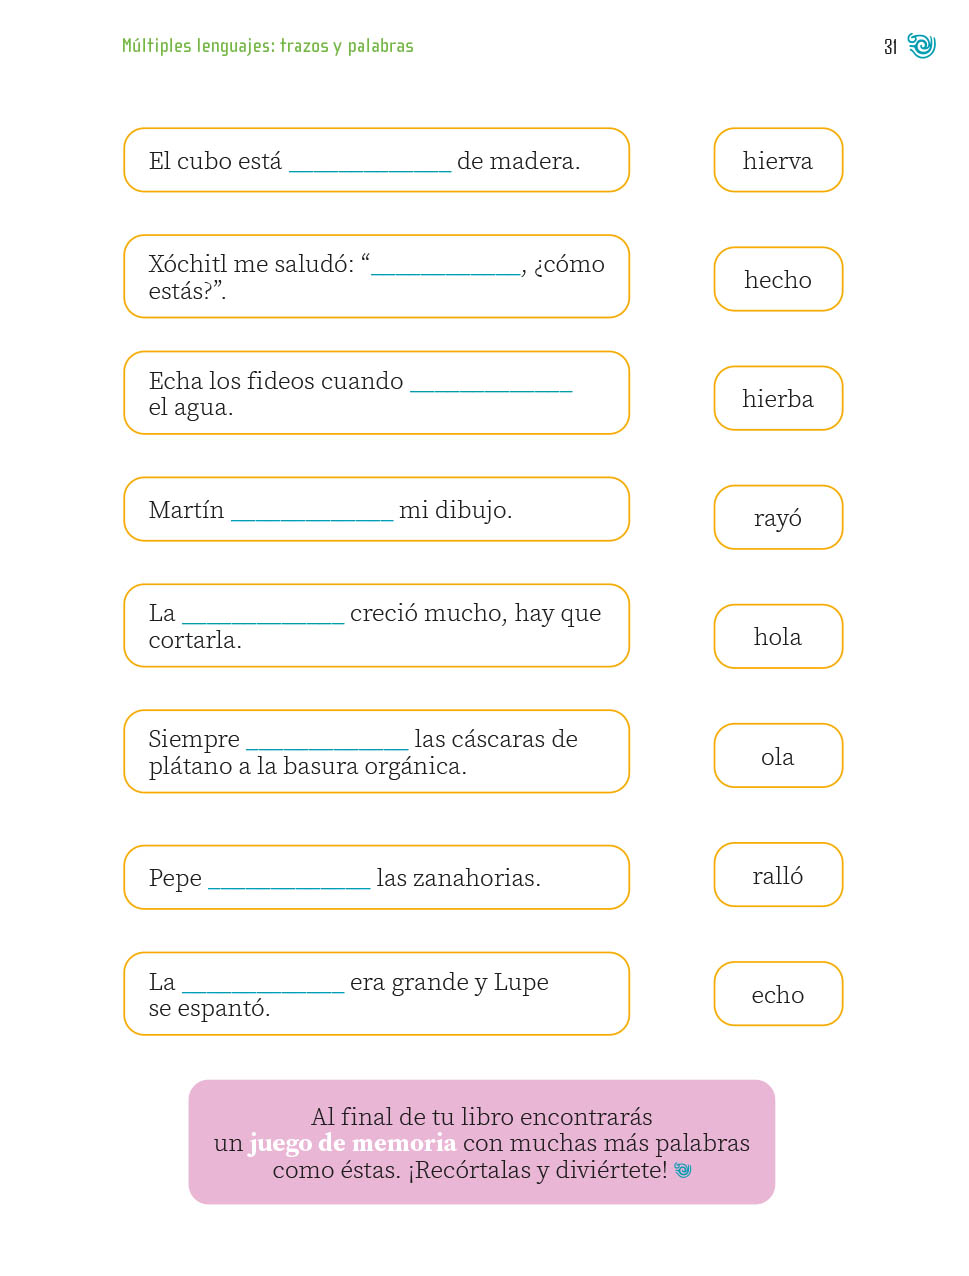 Múltiples lenguajes: trazos y palabras
31
El cubo está _____________ de madera.
hierva
Xóchitl me saludó: “____________, ¿cómo
estás?”.
hecho
Echa los fideos cuando _____________
el agua.
hierba
Martín _____________ mi dibujo.
rayó
La _____________ creció mucho, hay que
cortarla.
hola
Siempre _____________ las cáscaras de
plátano a la basura orgánica.
ola
Pepe _____________ las zanahorias.
ralló
La _____________ era grande y Lupe
se espantó.
echo
Al final de tu libro encontrarás
un juego de memoria con muchas más palabras
como éstas. ¡Recórtalas y diviértete!